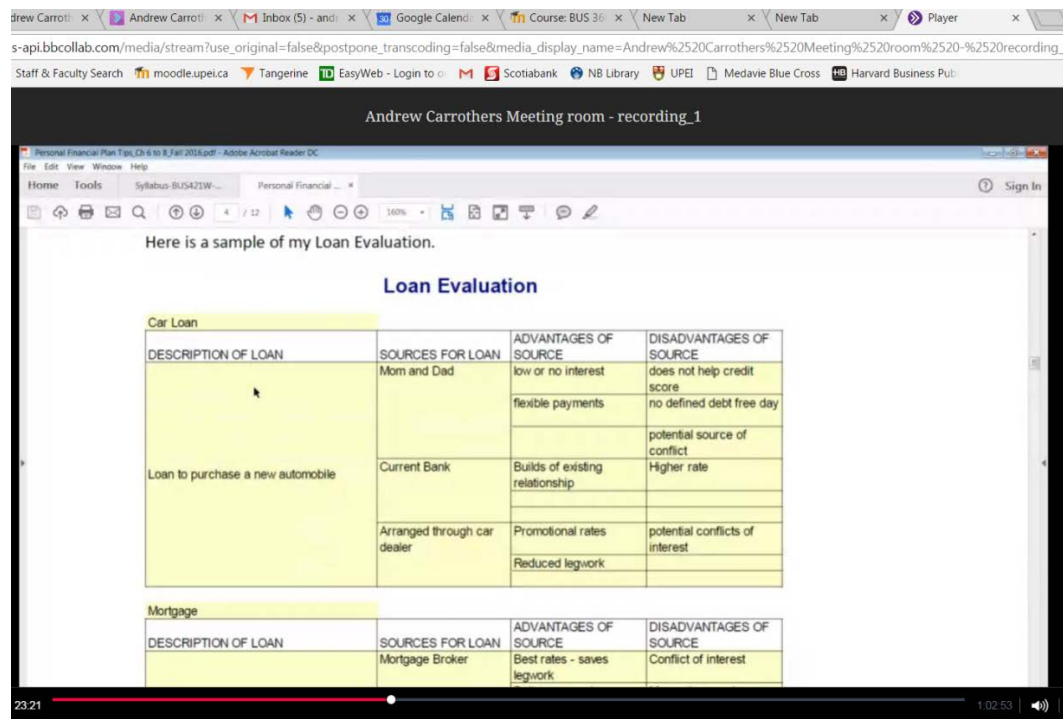 drew Carroth
Andrew Carroth
Inbox (5) - andr
Google Calenda
Course: BUS 36
New Tab
New Tab
Player
s-api.bbcollab.com/media/stream?use_original=false&postpone_transcoding=false&media_display_name=Andrew%2520Carrothers%2520Meeting%2520room%2520-%2520recording_
Staff & Faculty Search
moodle.upei.ca
Tangerine
EasyWeb - Login to o
Scotiabank
NB Library
UPEI
Medavie Blue Cross
Harvard Business Pub
Andrew Carrothers Meeting room - recording_1
Personal Financial Plan Tips_Ch 6 to 8_Fall 2016.pdf - Adobe Acrobat Reader DC
File Edit View Window Help
Home Tools Syllabus-BUS421W-... Personal Financial ... Sign In
4 / 12 160%
Here is a sample of my Loan Evaluation.
Loan Evaluation
Car Loan
DESCRIPTION OF LOAN
SOURCES FOR LOAN
ADVANTAGES OF
SOURCE
DISADVANTAGES OF
SOURCE
Loan to purchase a new automobile
Mom and Dad
low or no interest
does not help credit
score
flexible payments
no defined debt free day
potential source of
conflict
Current Bank
Builds of existing
relationship
Higher rate
Arranged through car
dealer
Promotional rates
potential conflicts of
interest
Reduced legwork
Mortgage
DESCRIPTION OF LOAN
SOURCES FOR LOAN
ADVANTAGES OF
SOURCE
DISADVANTAGES OF
SOURCE
Mortgage Broker
Best rates - saves
legwork
Conflict of interest
23:21
1:02:53